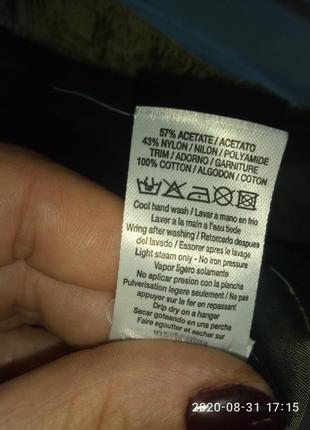 57% ACETATE / ACETATO
43% NYLON / NILON / POLYAMIDE
TRIM / ADORNO / GARNITURE
100% COTTON / ALGODON / COTON
Cool hand wash / Lavar a mano en frio
Laver a la main a l'eau tiede
Wring after washing / Retorcerlo despues
del lavado / Essorer apres le lavage
Light steam only - No iron pressure
Vapor ligero solamente
No aplicar presion con la plancha
Pulverisation legere seulement / Ne pas
appuyer sur le fer en repassant
Drip dry on a hanger
Secar goteando en una percha
Faire egoutter et secher sur
2020-08-31 17:15